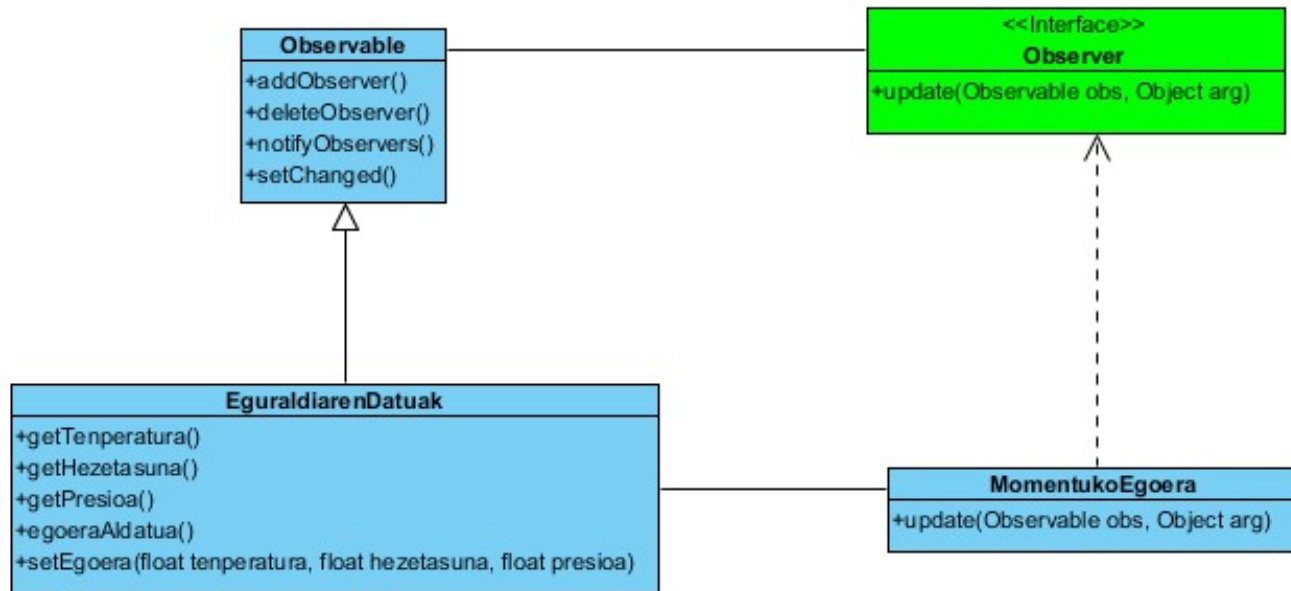 Observable
+addObserver()
+deleteObserver()
+notifyObservers()
+setChanged()
<<Interface>>
Observer
+update(Observable obs, Object arg)
EguraldiarenDatuak
+getTenperatura()
+getHezetasuna()
+getPresioa()
+egoeraAldatua()
+setEgoera(float tenperatura, float hezetasuna, float presioa)
MomentukoEgoera
+update(Observable obs, Object arg)